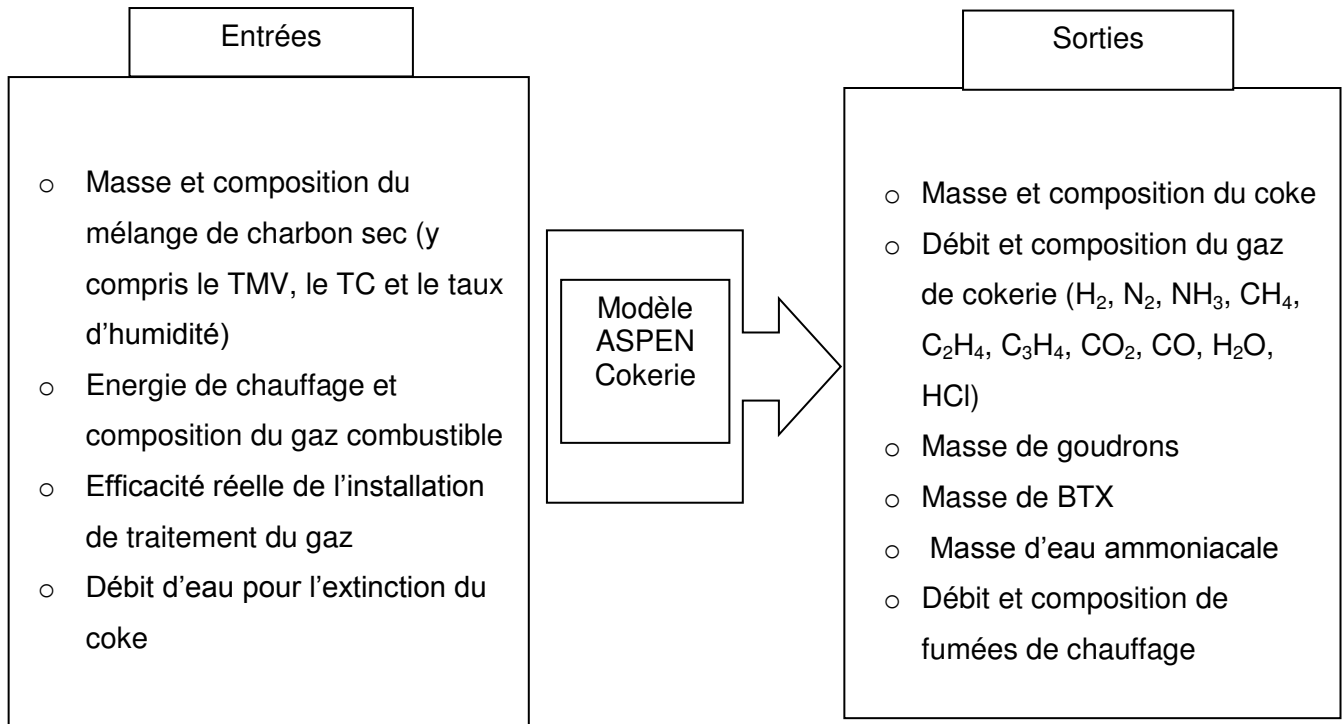 Entrées
○ Masse et composition du
mélange de charbon sec (y
compris le TMV, le TC et le taux
d'humidité)
○ Energie de chauffage et
composition du gaz combustible
○ Efficacité réelle de l'installation
de traitement du gaz
○ Débit d'eau pour l'extinction du
coke
Modèle
ASPEN
Cokerie
Sorties
○ Masse et composition du coke
○ Débit et composition du gaz
de cokerie (H₂, N₂, NH₃, CH₄,
C₂H₄, C₃H₄, CO₂, CO, H₂O,
HCl)
○ Masse de goudrons
○ Masse de BTX
○ Masse d'eau ammoniacale
○ Débit et composition de
fumées de chauffage